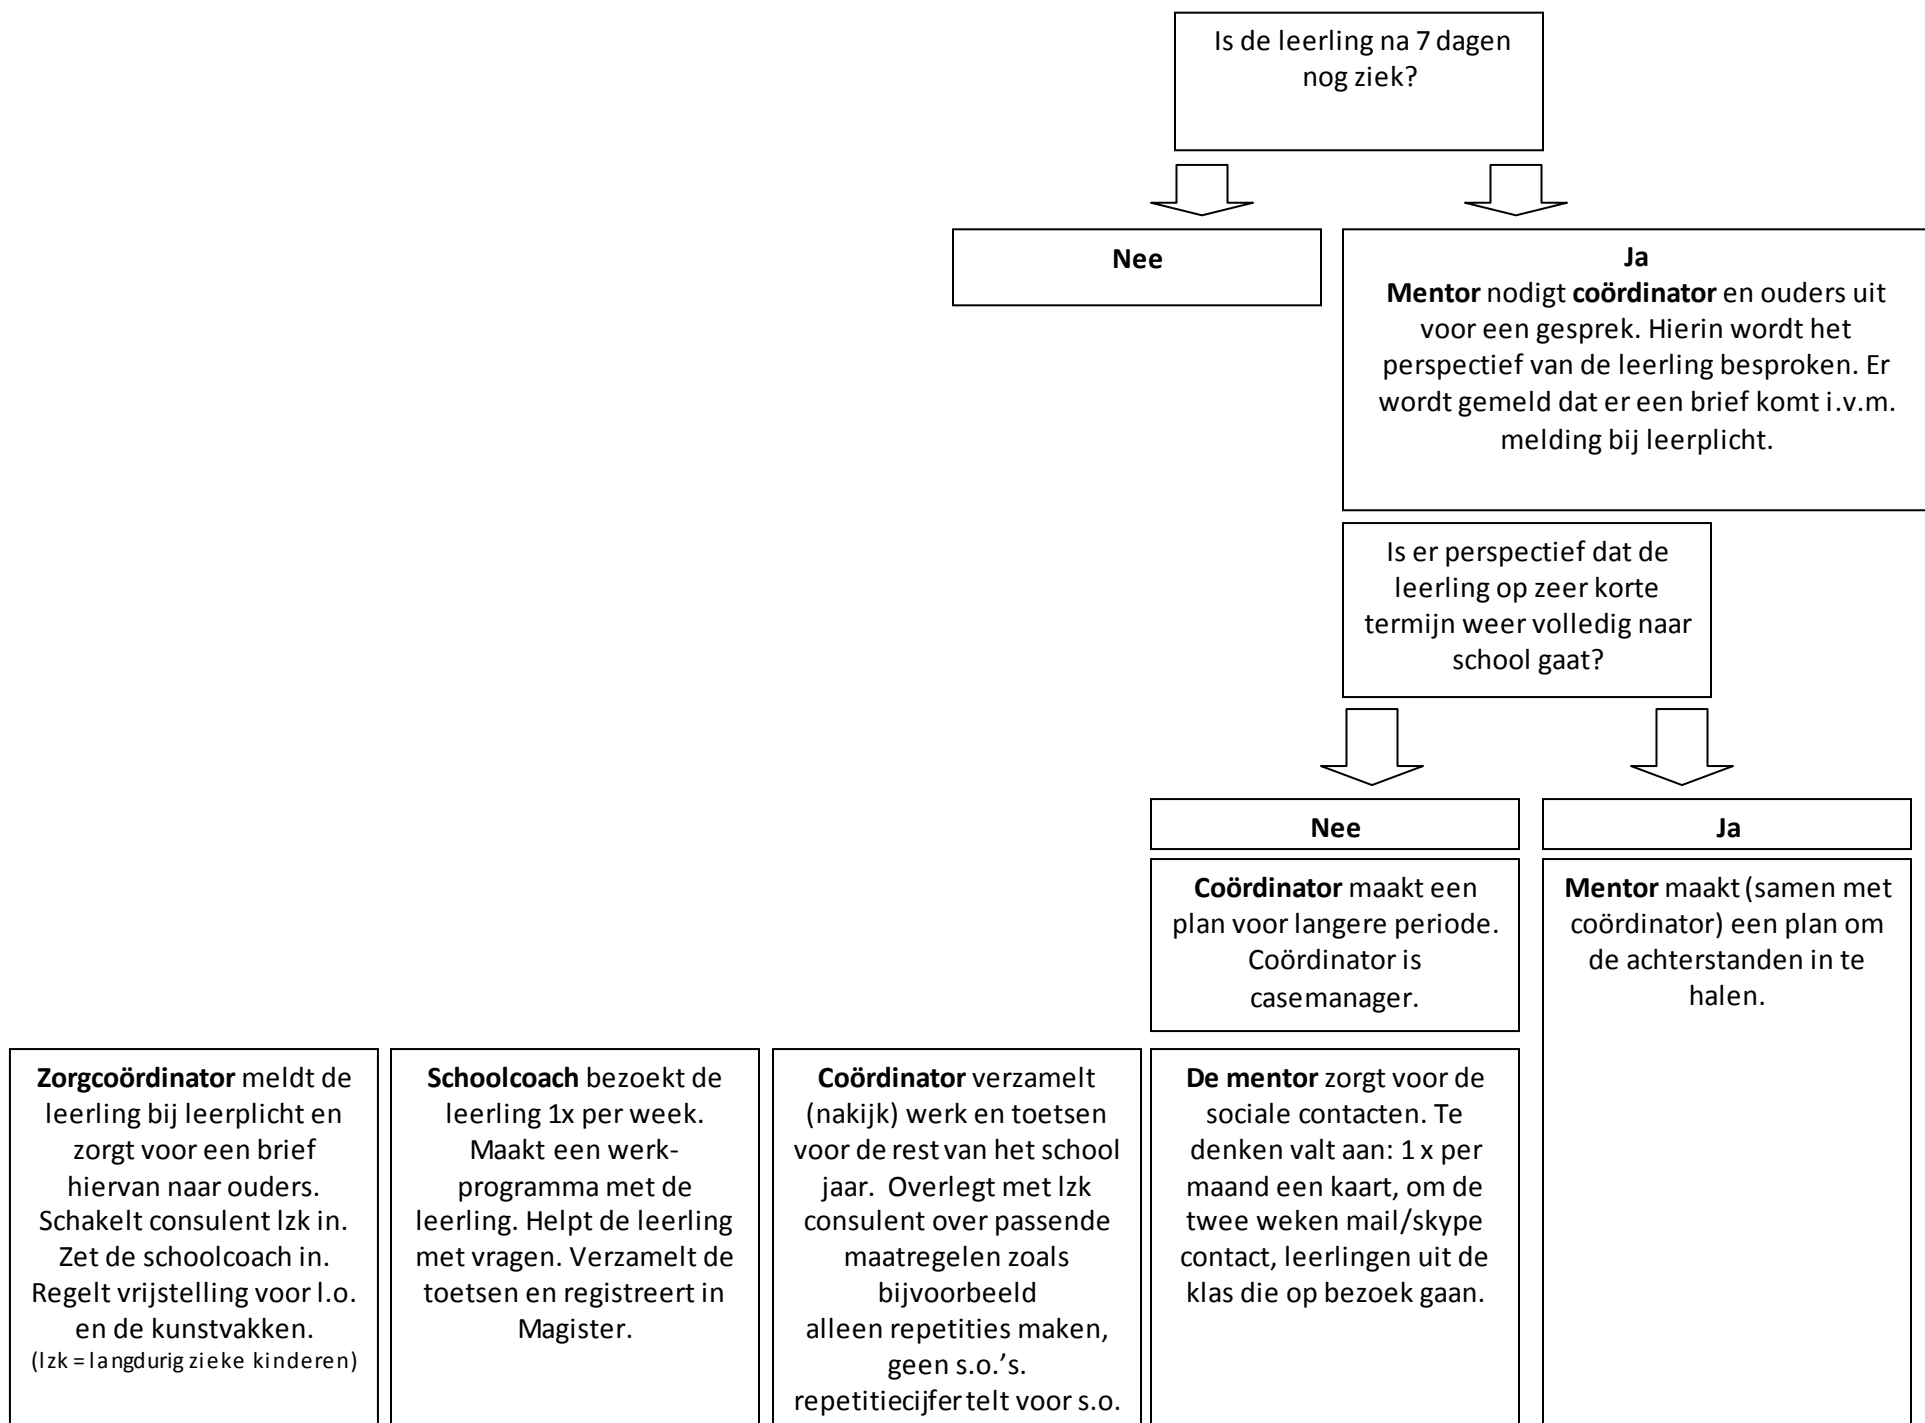 Is de leerling na 7 dagen
nog ziek?
Nee
Ja
Mentor nodigt coördinator en ouders uit
voor een gesprek. Hierin wordt het
perspectief van de leerling besproken. Er
wordt gemeld dat er een brief komt i.v.m.
melding bij leerplicht.
Is er perspectief dat de
leerling op zeer korte
termijn weer volledig naar
school gaat?
Nee
Ja
Coördinator maakt een
plan voor langere periode.
Coördinator is
casemanager.
Mentor maakt (samen met
coördinator) een plan om
de achterstanden in te
halen.
Zorgcoördinator meldt de
leerling bij leerplicht en
zorgt voor een brief
hiervan naar ouders.
Schakelt consulent lzk in.
Zet de schoolcoach in.
Regelt vrijstelling voor l.o.
en de kunstvakken.
(lzk = langdurig zieke kinderen)
Schoolcoach bezoekt de
leerling 1x per week.
Maakt een werk-
programma met de
leerling. Helpt de leerling
met vragen. Verzamelt de
toetsen en registreert in
Magister.
Coördinator verzamelt
(nakijk) werk en toetsen
voor de rest van het school
jaar. Overlegt met lzk
consulent over passende
maatregelen zoals
bijvoorbeeld
alleen repetities maken,
geen s.o.'s.
repetitiecijfer telt voor s.o.
De mentor zorgt voor de
sociale contacten. Te
denken valt aan: 1 x per
maand een kaart, om de
twee weken mail/skype
contact, leerlingen uit de
klas die op bezoek gaan.